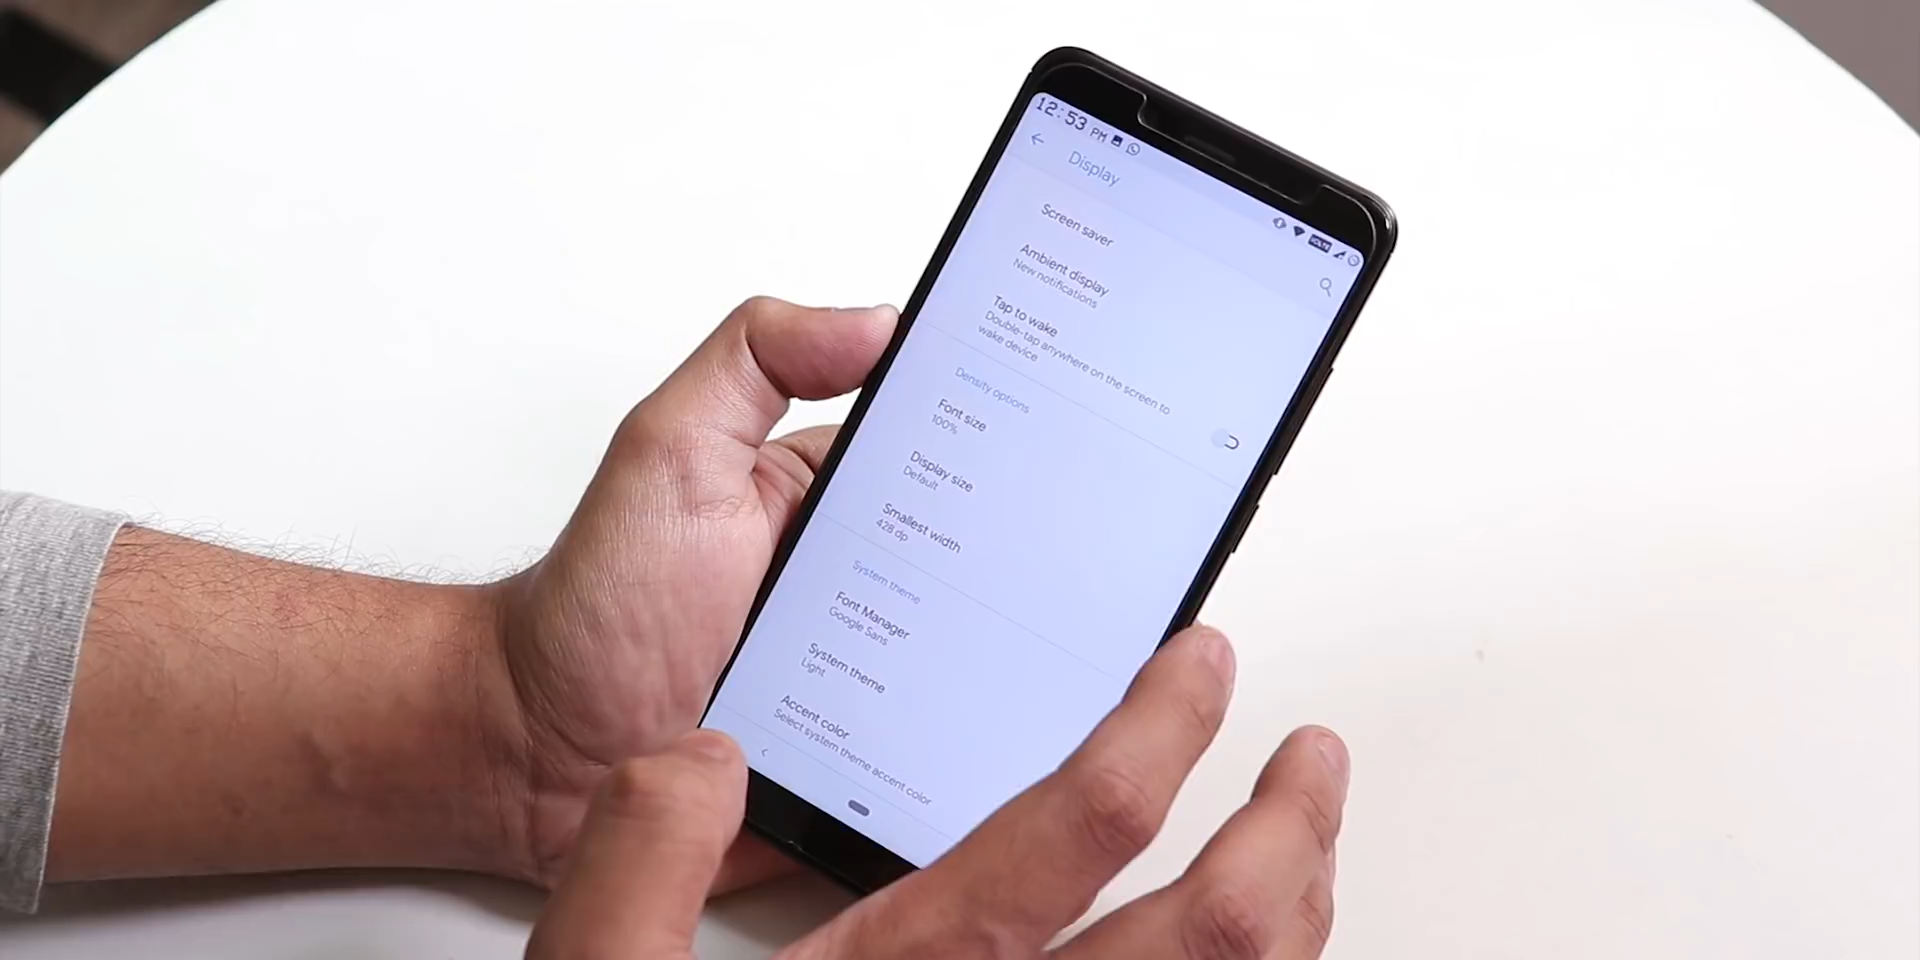 12:53 PM
Display
Screen saver
Ambient display
New notifications
Tap to wake
Double-tap anywhere on the screen to
wake device
Density options
Font size
100%
Display size
Default
Smallest width
428 dp
System theme
Font Manager
Google Sans
System theme
Light
Accent color
Select system theme accent color